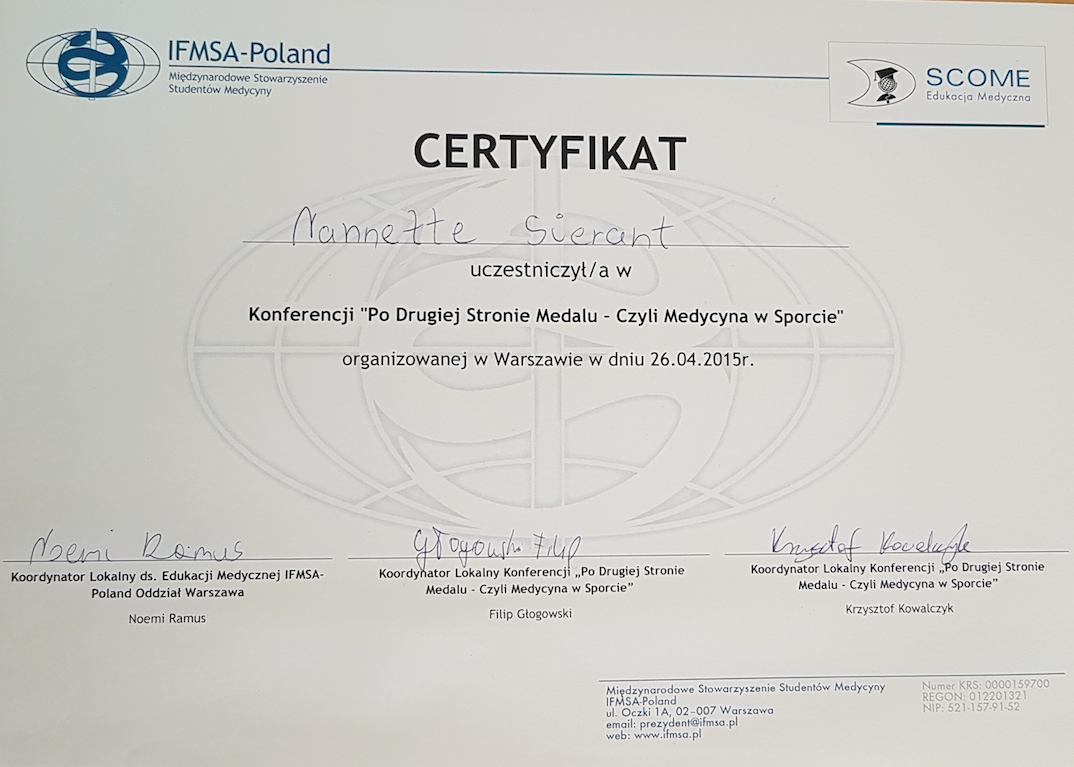 IFMSA-Poland
Międzynarodowe Stowarzyszenie
Studentów Medycyny
SCOME
Edukacja Medyczna
CERTYFIKAT
Nannette Sierant
uczestniczył/a w
Konferencji "Po Drugiej Stronie Medalu – Czyli Medycyna w Sporcie"
organizowanej w Warszawie w dniu 26.04.2015r.
Noemi Ramus
Koordynator Lokalny ds. Edukacji Medycznej IFMSA-
Poland Oddział Warszawa
Noemi Ramus
Głogowski Filip
Koordynator Lokalny Konferencji „Po Drugiej Stronie
Medalu - Czyli Medycyna w Sporcie”
Filip Głogowski
Krzysztof Kowalczyk
Koordynator Lokalny Konferencji „Po Drugiej Stronie
Medalu - Czyli Medycyna w Sporcie”
Krzysztof Kowalczyk
Międzynarodowe Stowarzyszenie Studentów Medycyny
IFMSA-Poland
ul. Oczki 1A, 02-007 Warszawa
email: prezydent@ifmsa.pl
web: www.ifmsa.pl
Numer KRS: 0000159700
REGON: 012201321
NIP: 521-157-91-52